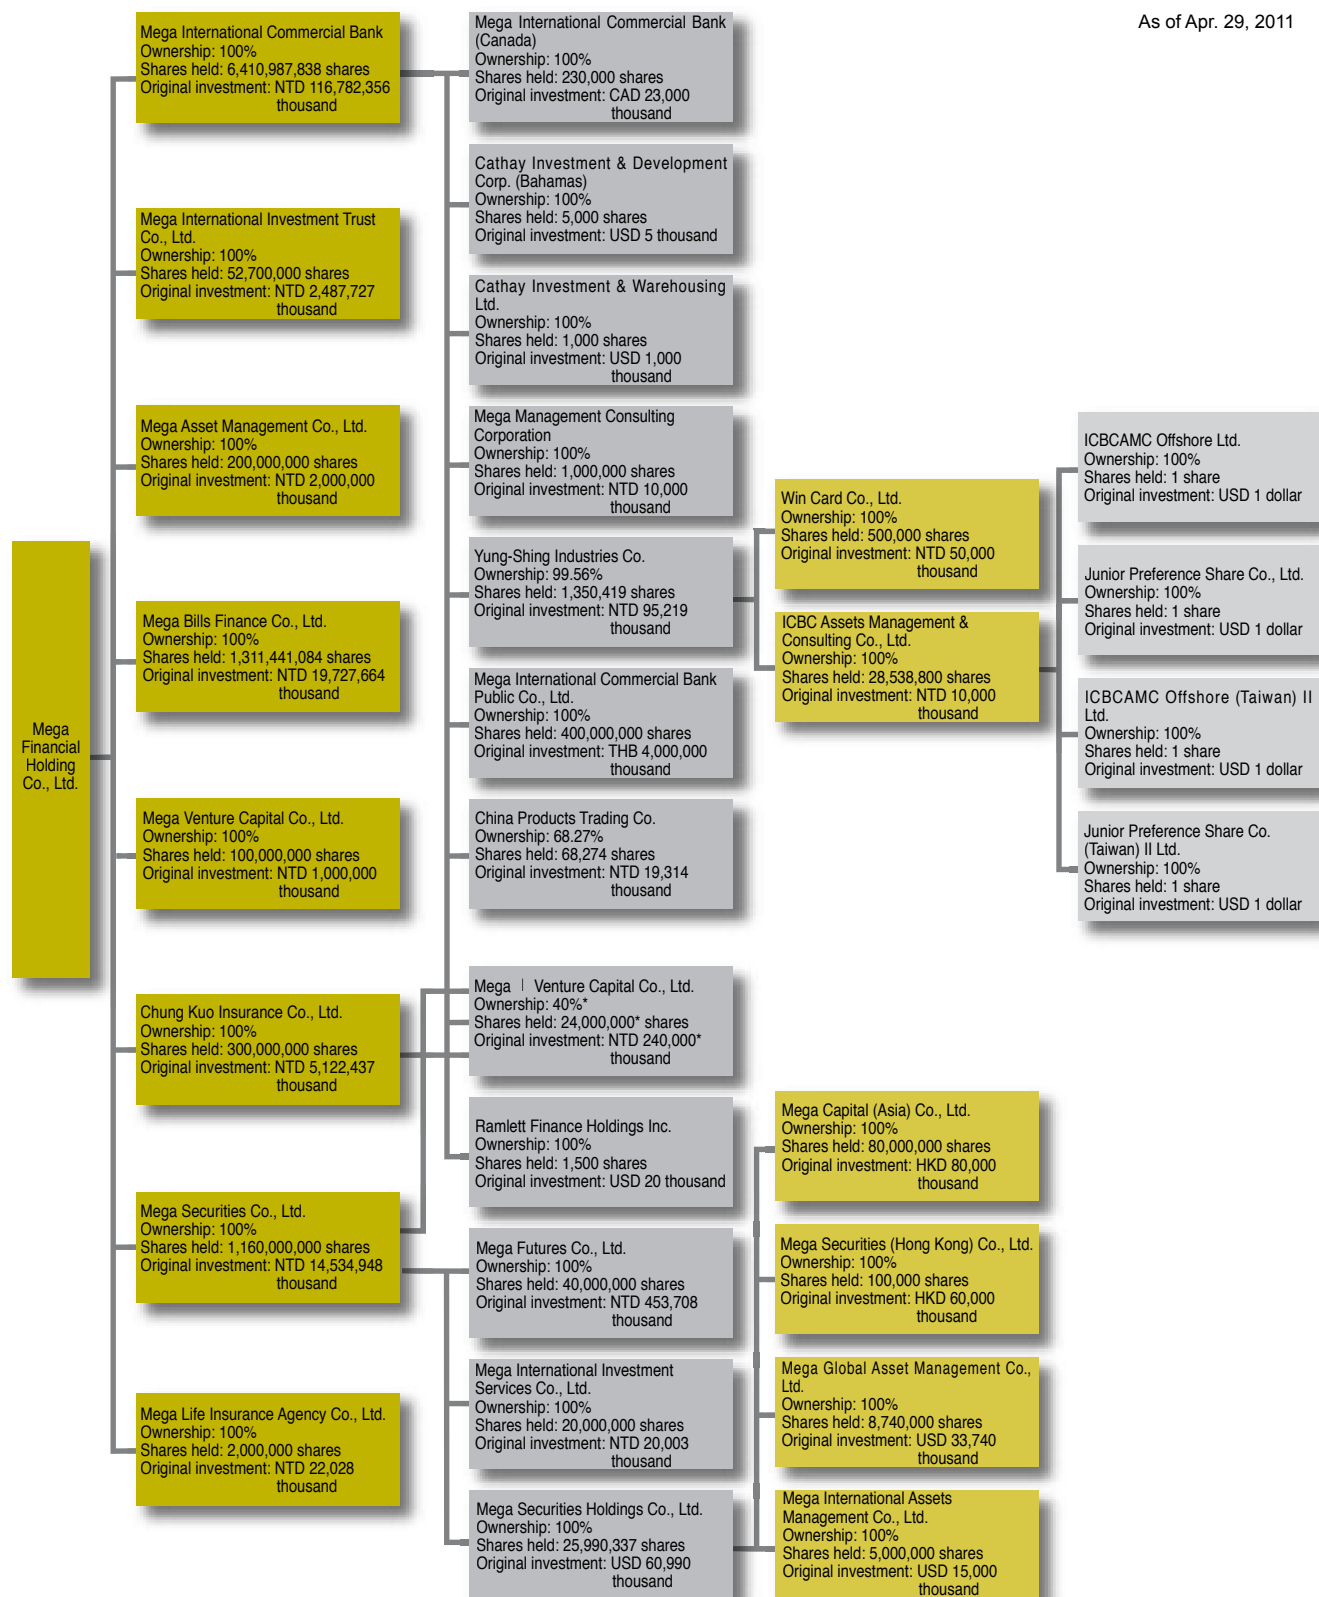 As of Apr. 29, 2011
Mega
Financial
Holding
Co., Ltd.
Mega International Commercial Bank
Ownership: 100%
Shares held: 6,410,987,838 shares
Original investment: NTD 116,782,356
thousand
Mega International Investment Trust
Co., Ltd.
Ownership: 100%
Shares held: 52,700,000 shares
Original investment: NTD 2,487,727
thousand
Mega Asset Management Co., Ltd.
Ownership: 100%
Shares held: 200,000,000 shares
Original investment: NTD 2,000,000
thousand
Mega Bills Finance Co., Ltd.
Ownership: 100%
Shares held: 1,311,441,084 shares
Original investment: NTD 19,727,664
thousand
Mega Venture Capital Co., Ltd.
Ownership: 100%
Shares held: 100,000,000 shares
Original investment: NTD 1,000,000
thousand
Chung Kuo Insurance Co., Ltd.
Ownership: 100%
Shares held: 300,000,000 shares
Original investment: NTD 5,122,437
thousand
Mega Securities Co., Ltd.
Ownership: 100%
Shares held: 1,160,000,000 shares
Original investment: NTD 14,534,948
thousand
Mega Life Insurance Agency Co., Ltd.
Ownership: 100%
Shares held: 2,000,000 shares
Original investment: NTD 22,028
thousand
Mega International Commercial Bank
(Canada)
Ownership: 100%
Shares held: 230,000 shares
Original investment: CAD 23,000
thousand
Cathay Investment & Development
Corp. (Bahamas)
Ownership: 100%
Shares held: 5,000 shares
Original investment: USD 5 thousand
Cathay Investment & Warehousing
Ltd.
Ownership: 100%
Shares held: 1,000 shares
Original investment: USD 1,000
thousand
Mega Management Consulting
Corporation
Ownership: 100%
Shares held: 1,000,000 shares
Original investment: NTD 10,000
thousand
Yung-Shing Industries Co.
Ownership: 99.56%
Shares held: 1,350,419 shares
Original investment: NTD 95,219
thousand
Mega International Commercial Bank
Public Co., Ltd.
Ownership: 100%
Shares held: 400,000,000 shares
Original investment: THB 4,000,000
thousand
China Products Trading Co.
Ownership: 68.27%
Shares held: 68,274 shares
Original investment: NTD 19,314
thousand
Mega I Venture Capital Co., Ltd.
Ownership: 40%*
Shares held: 24,000,000* shares
Original investment: NTD 240,000*
thousand
Ramlett Finance Holdings Inc.
Ownership: 100%
Shares held: 1,500 shares
Original investment: USD 20 thousand
Mega Futures Co., Ltd.
Ownership: 100%
Shares held: 40,000,000 shares
Original investment: NTD 453,708
thousand
Mega International Investment
Services Co., Ltd.
Ownership: 100%
Shares held: 20,000,000 shares
Original investment: NTD 20,003
thousand
Mega Securities Holdings Co., Ltd.
Ownership: 100%
Shares held: 25,990,337 shares
Original investment: USD 60,990
thousand
Win Card Co., Ltd.
Ownership: 100%
Shares held: 500,000 shares
Original investment: NTD 50,000
thousand
ICBC Assets Management &
Consulting Co., Ltd.
Ownership: 100%
Shares held: 28,538,800 shares
Original investment: NTD 10,000
thousand
Mega Capital (Asia) Co., Ltd.
Ownership: 100%
Shares held: 80,000,000 shares
Original investment: HKD 80,000
thousand
Mega Securities (Hong Kong) Co., Ltd.
Ownership: 100%
Shares held: 100,000 shares
Original investment: HKD 60,000
thousand
Mega Global Asset Management Co.,
Ltd.
Ownership: 100%
Shares held: 8,740,000 shares
Original investment: USD 33,740
thousand
Mega International Assets
Management Co., Ltd.
Ownership: 100%
Shares held: 5,000,000 shares
Original investment: USD 15,000
thousand
ICBCAMC Offshore Ltd.
Ownership: 100%
Shares held: 1 share
Original investment: USD 1 dollar
Junior Preference Share Co., Ltd.
Ownership: 100%
Shares held: 1 share
Original investment: USD 1 dollar
ICBCAMC Offshore (Taiwan) II
Ltd.
Ownership: 100%
Shares held: 1 share
Original investment: USD 1 dollar
Junior Preference Share Co.
(Taiwan) II Ltd.
Ownership: 100%
Shares held: 1 share
Original investment: USD 1 dollar